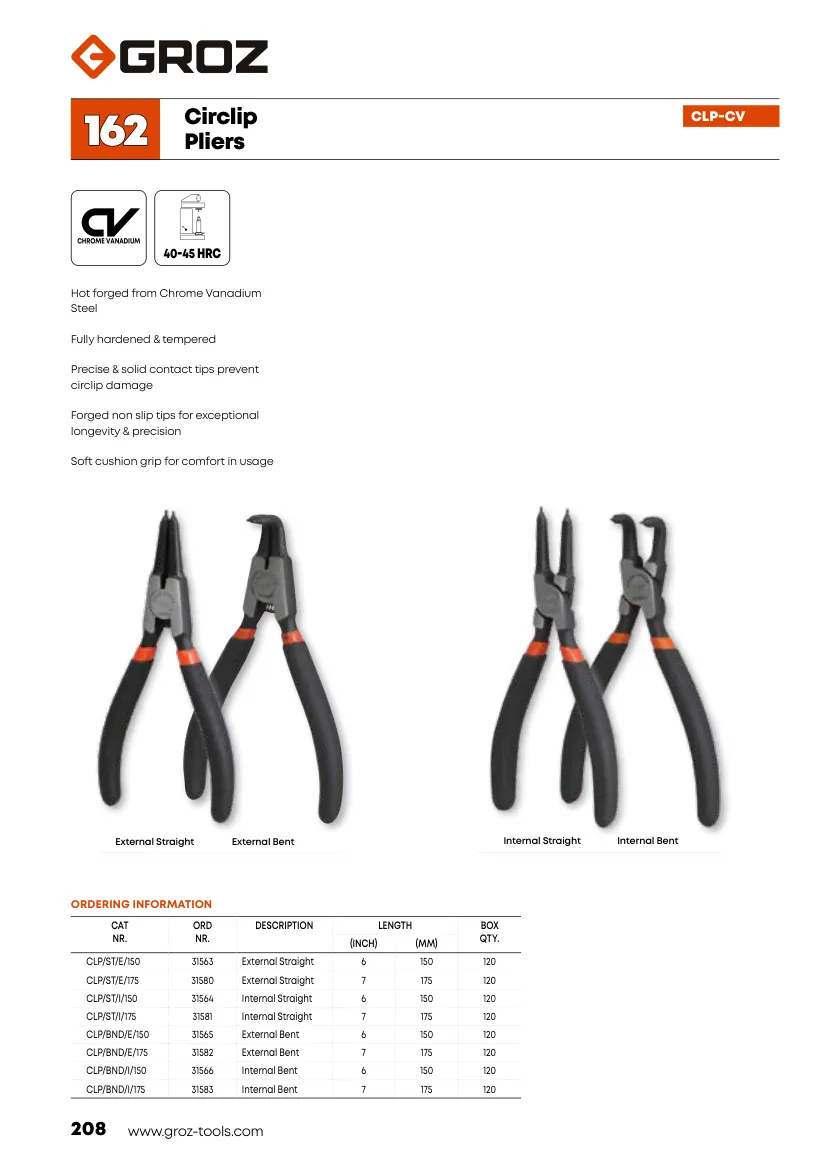 GROZ
162
Circlip
Pliers
CLP-CV
CV
CHROME VANADIUM
40-45 HRC
Hot forged from Chrome Vanadium
Steel
Fully hardened & tempered
Precise & solid contact tips prevent
circlip damage
Forged non slip tips for exceptional
longevity & precision
Soft cushion grip for comfort in usage
External Straight External Bent
Internal Straight Internal Bent
ORDERING INFORMATION
CAT NR. ORD NR. DESCRIPTION LENGTH BOX QTY.
(INCH) (MM)
CLP/ST/E/150 31563 External Straight 6 150 120
CLP/ST/E/175 31580 External Straight 7 175 120
CLP/ST/I/150 31564 Internal Straight 6 150 120
CLP/ST/I/175 31581 Internal Straight 7 175 120
CLP/BND/E/150 31565 External Bent 6 150 120
CLP/BND/E/175 31582 External Bent 7 175 120
CLP/BND/I/150 31566 Internal Bent 6 150 120
CLP/BND/I/175 31583 Internal Bent 7 175 120
208 www.groz-tools.com